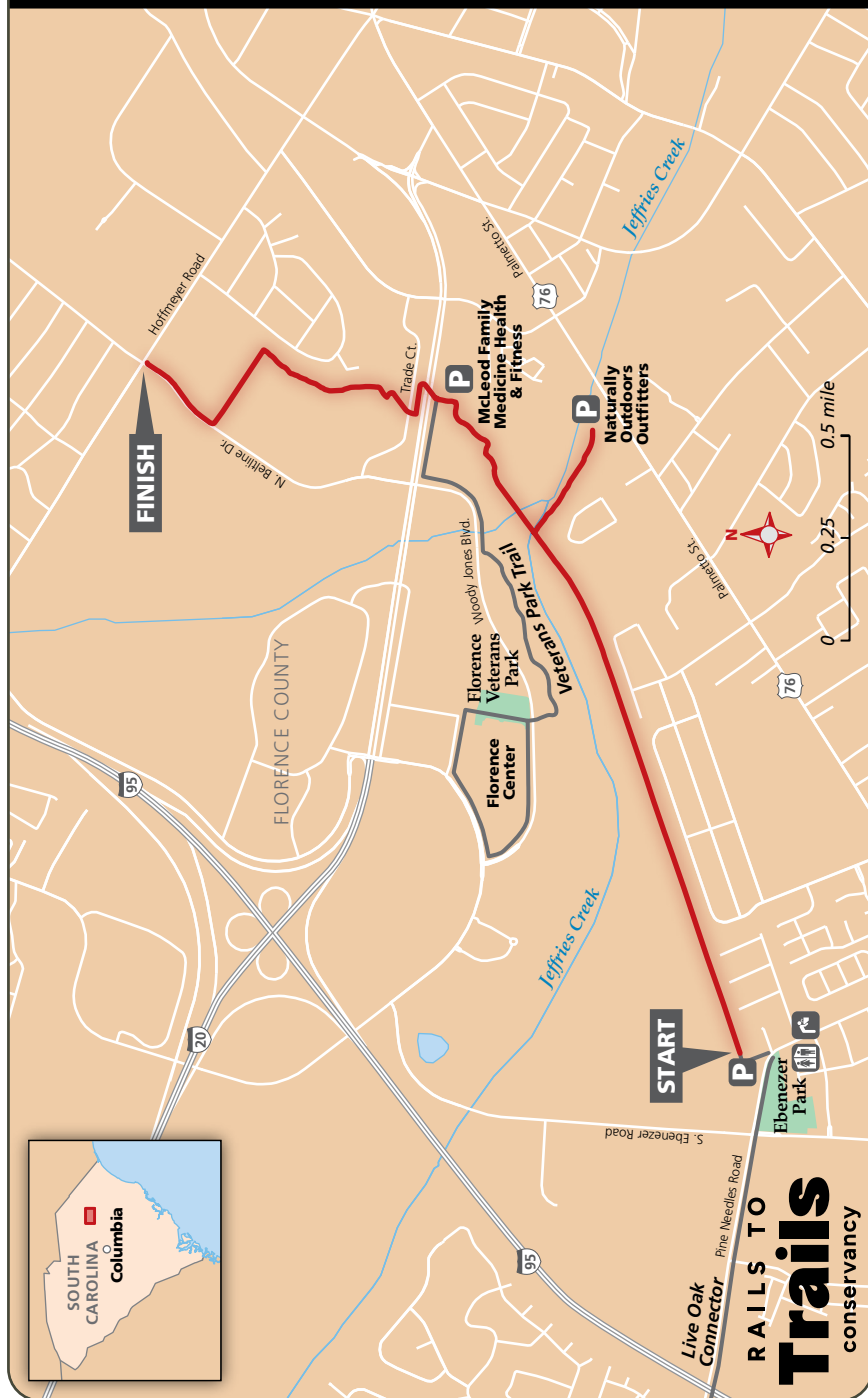 SOUTH
CAROLINA
Columbia
20
95
95
FLORENCE COUNTY
FINISH
Hoffmeyer Road
N. Beltline Dr.
Trade Ct.
P
McLeod Family
Medicine Health
& Fitness
Palmetto St.
76
Jeffries Creek
P
Naturally
Outdoors
Outfitters
Woody Jones Blvd.
Florence
Veterans
Park
Veterans Park Trail
Florence
Center
Jeffries Creek
Palmetto St.
76
N
0
0.25
0.5 mile
START
P
Ebenezer
Park
S. Ebenezer Road
Pine Needles Road
Live Oak
Connector
RAILS TO
Trails
conservancy